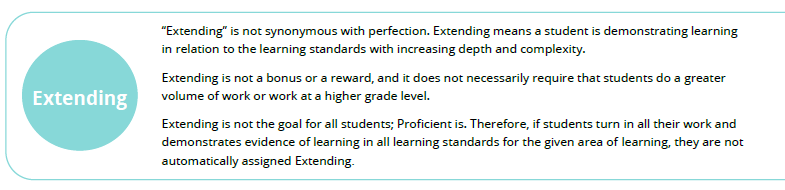 Extending
“Extending” is not synonymous with perfection. Extending means a student is demonstrating learning
in relation to the learning standards with increasing depth and complexity.
Extending is not a bonus or a reward, and it does not necessarily require that students do a greater
volume of work or work at a higher grade level.
Extending is not the goal for all students; Proficient is. Therefore, if students turn in all their work and
demonstrates evidence of learning in all learning standards for the given area of learning, they are not
automatically assigned Extending.